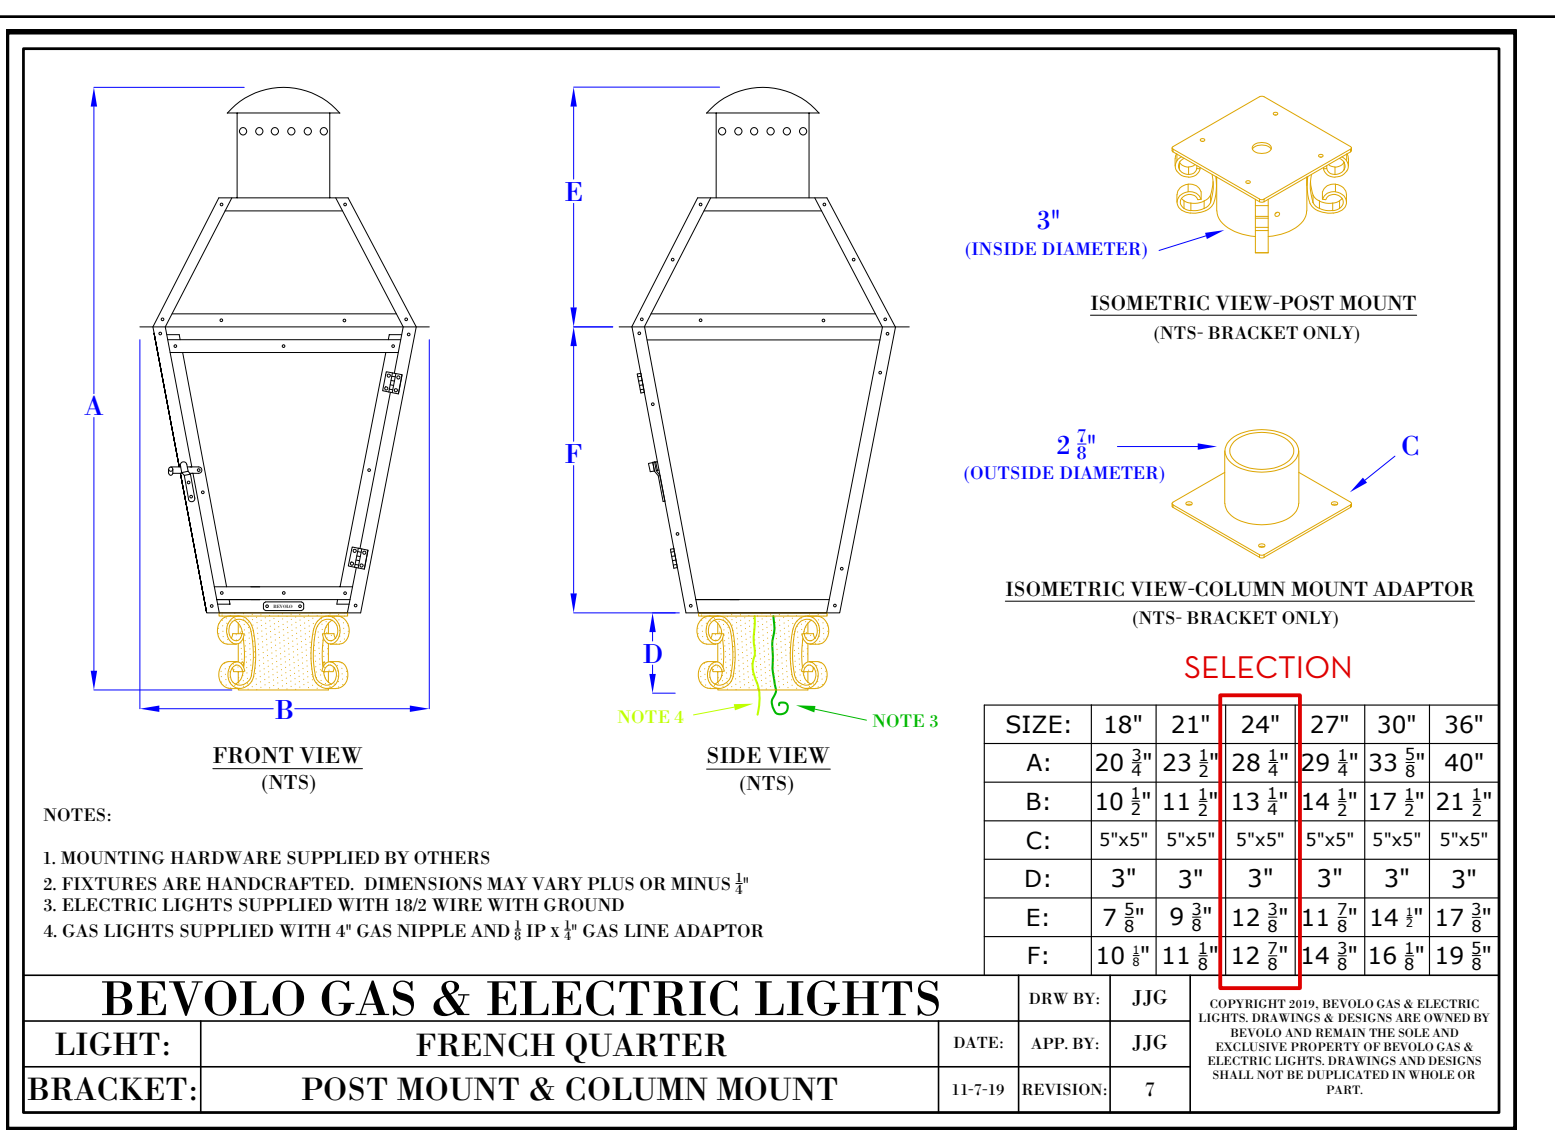 A
B
FRONT VIEW
(NTS)
BEVOLO
E
F
D
NOTE 4
NOTE 3
SIDE VIEW
(NTS)
3"
(INSIDE DIAMETER)
ISOMETRIC VIEW-POST MOUNT
(NTS- BRACKET ONLY)
2 7/8"
(OUTSIDE DIAMETER)
C
ISOMETRIC VIEW-COLUMN MOUNT ADAPTOR
(NTS- BRACKET ONLY)
SELECTION
SIZE: 18" 21" 24" 27" 30" 36"
A: 20 3/4" 23 1/2" 28 1/4" 29 1/4" 33 5/8" 40"
B: 10 1/2" 11 1/2" 13 1/4" 14 1/2" 17 1/2" 21 1/2"
C: 5"x5" 5"x5" 5"x5" 5"x5" 5"x5" 5"x5"
D: 3" 3" 3" 3" 3" 3"
E: 7 5/8" 9 3/8" 12 3/8" 11 7/8" 14 1/2" 17 3/8"
F: 10 1/8" 11 1/8" 12 7/8" 14 3/8" 16 1/8" 19 5/8"
NOTES:
1. MOUNTING HARDWARE SUPPLIED BY OTHERS
2. FIXTURES ARE HANDCRAFTED. DIMENSIONS MAY VARY PLUS OR MINUS 1/4"
3. ELECTRIC LIGHTS SUPPLIED WITH 18/2 WIRE WITH GROUND
4. GAS LIGHTS SUPPLIED WITH 4" GAS NIPPLE AND 1/8 IP x 1/4" GAS LINE ADAPTOR
BEVOLO GAS & ELECTRIC LIGHTS
LIGHT: FRENCH QUARTER
BRACKET: POST MOUNT & COLUMN MOUNT
DATE:
11-7-19
DRW BY: JJG
APP. BY: JJG
REVISION: 7
COPYRIGHT 2019, BEVOLO GAS & ELECTRIC
LIGHTS. DRAWINGS & DESIGNS ARE OWNED BY
BEVOLO AND REMAIN THE SOLE AND
EXCLUSIVE PROPERTY OF BEVOLO GAS &
ELECTRIC LIGHTS. DRAWINGS AND DESIGNS
SHALL NOT BE DUPLICATED IN WHOLE OR
PART.